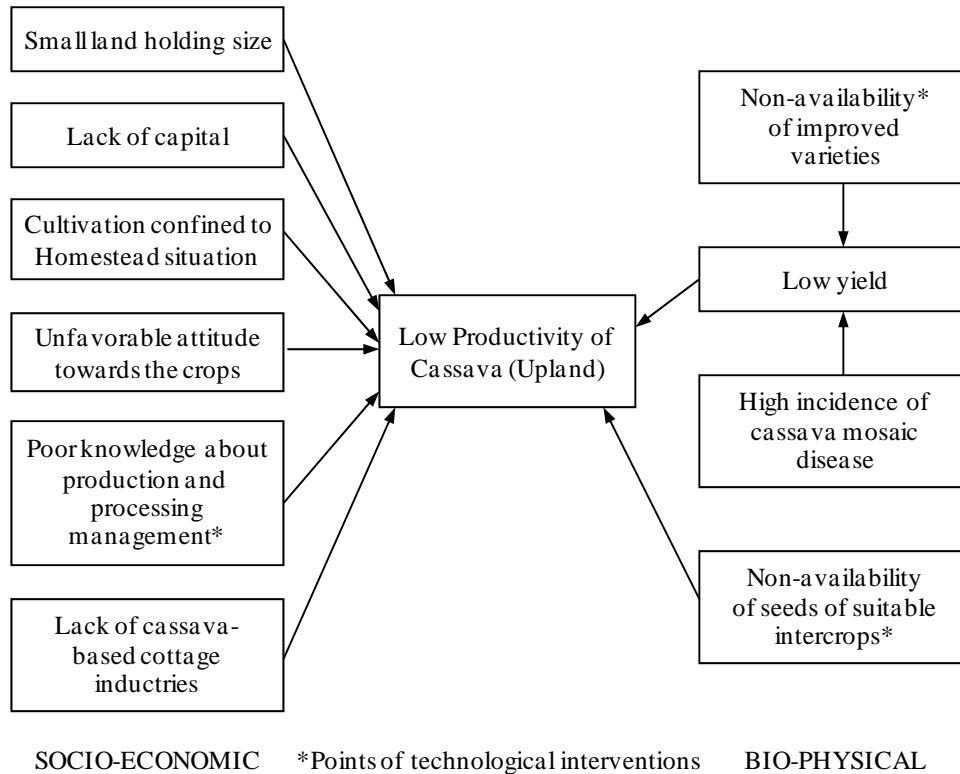 Small land holding size
Lack of capital
Cultivation confined to
Homestead situation
Unfavorable attitude
towards the crops
Poor knowledge about
production and
processing
management*
Lack of cassava-
based cottage
inductries
Low Productivity of
Cassava (Upland)
Non-availability*
of improved
varieties
Low yield
High incidence of
cassava mosaic
disease
Non-availability
of seeds of suitable
intercrops*
SOCIO-ECONOMIC *Points of technological interventions BIO-PHYSICAL